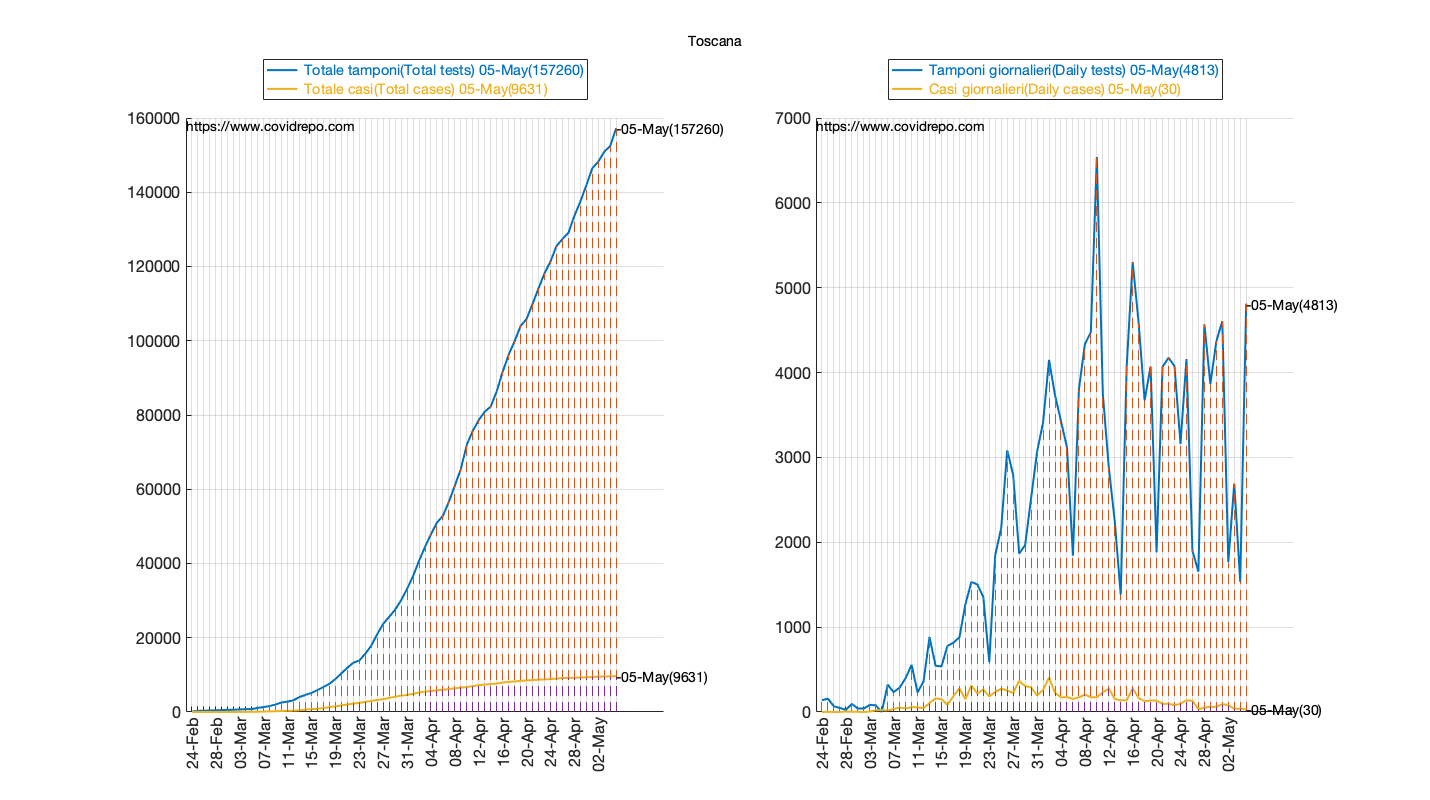 Toscana
Totale tamponi(Total tests) 05-May(157260)
Totale casi(Total cases) 05-May(9631)
https://www.covidrepo.com
05-May(157260)
05-May(9631)
160000
140000
120000
100000
80000
60000
40000
20000
0
24-Feb
28-Feb
03-Mar
07-Mar
11-Mar
15-Mar
19-Mar
23-Mar
27-Mar
31-Mar
04-Apr
08-Apr
12-Apr
16-Apr
20-Apr
24-Apr
28-Apr
02-May
Tamponi giornalieri(Daily tests) 05-May(4813)
Casi giornalieri(Daily cases) 05-May(30)
https://www.covidrepo.com
05-May(4813)
05-May(30)
7000
6000
5000
4000
3000
2000
1000
0
24-Feb
28-Feb
03-Mar
07-Mar
11-Mar
15-Mar
19-Mar
23-Mar
27-Mar
31-Mar
04-Apr
08-Apr
12-Apr
16-Apr
20-Apr
24-Apr
28-Apr
02-May